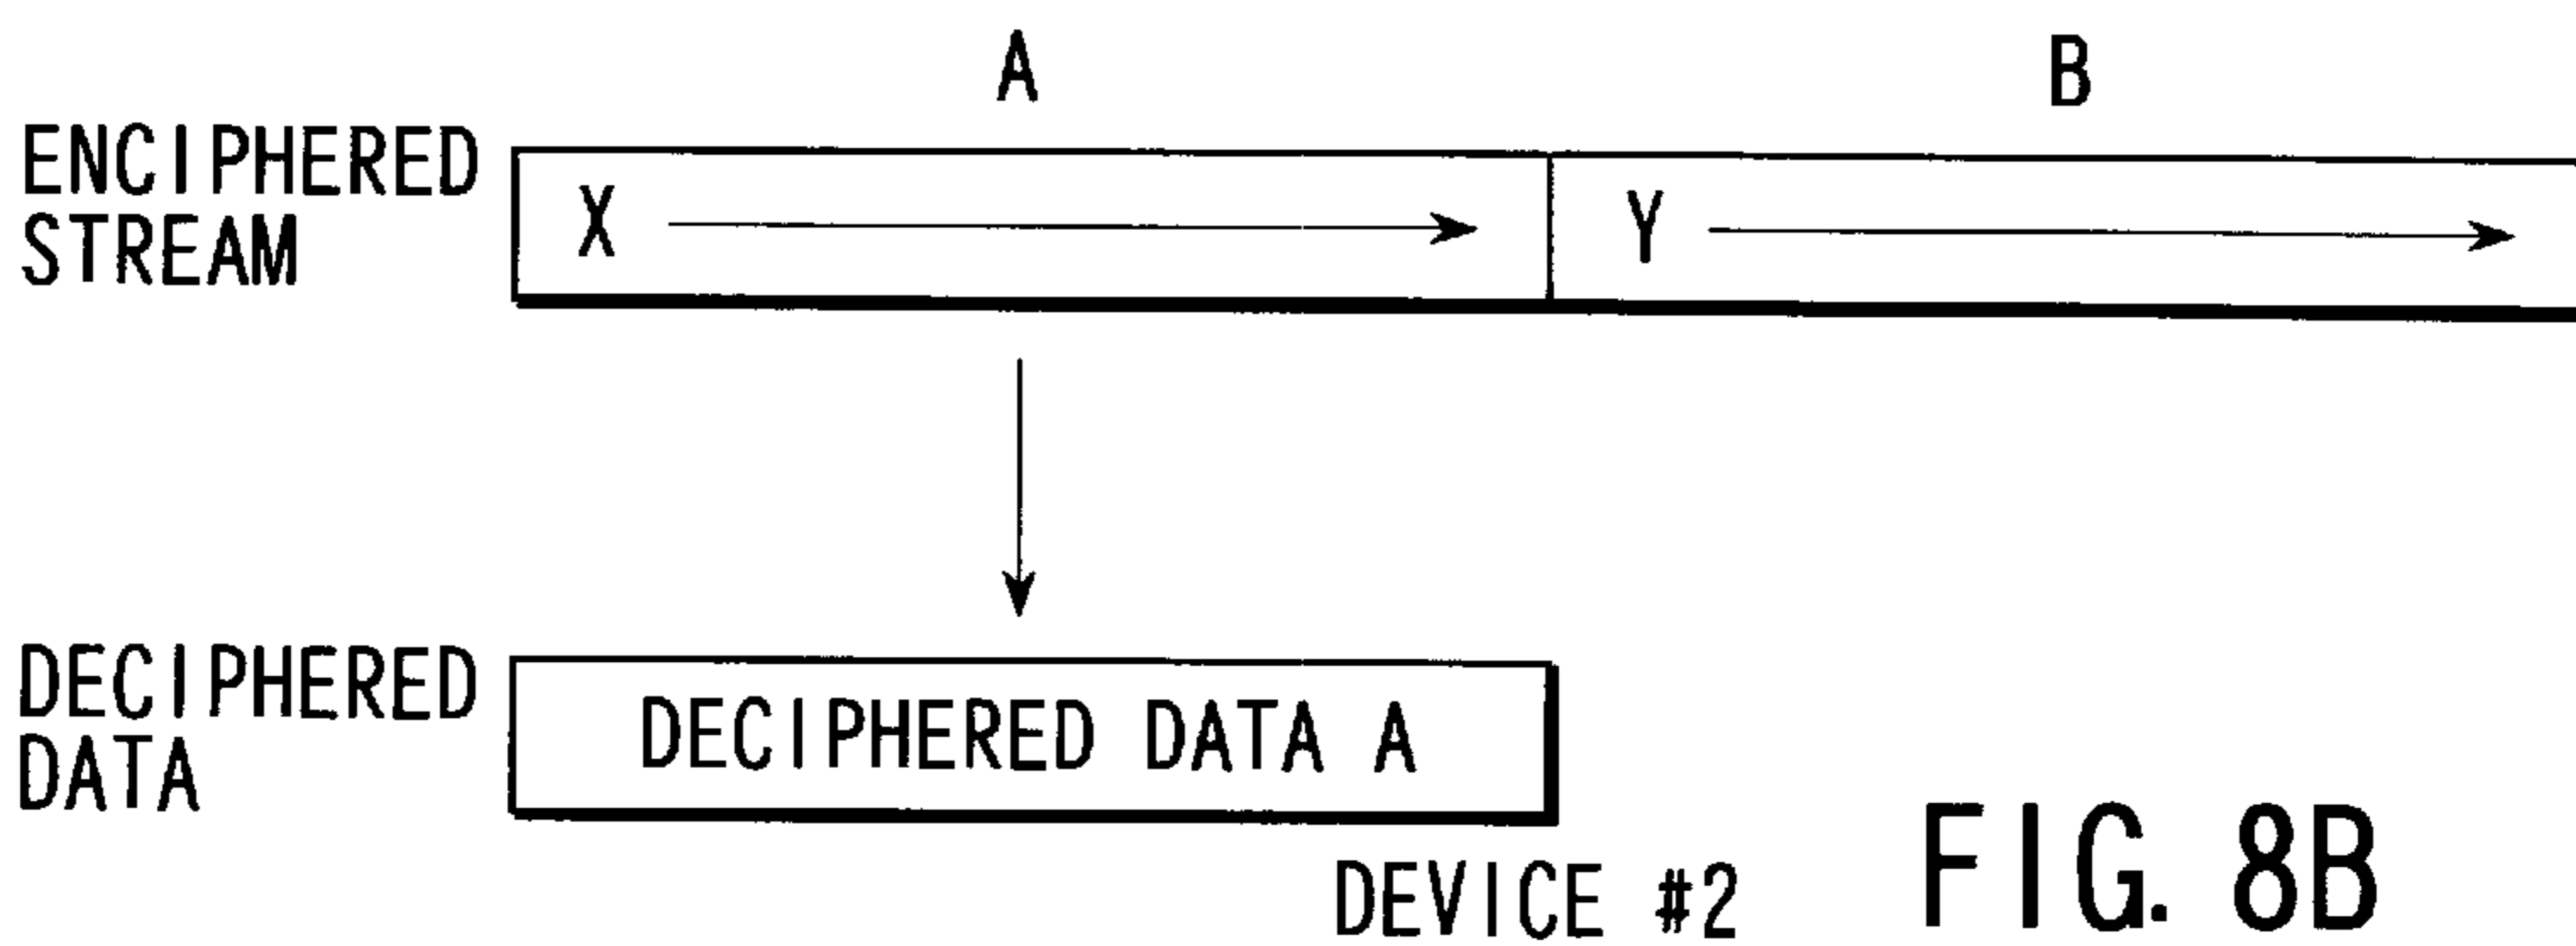 A
B
ENCIPHERED
STREAM
X
Y
DECIPHERED
DATA
DECIPHERED DATA A
DEVICE #2
FIG. 8B